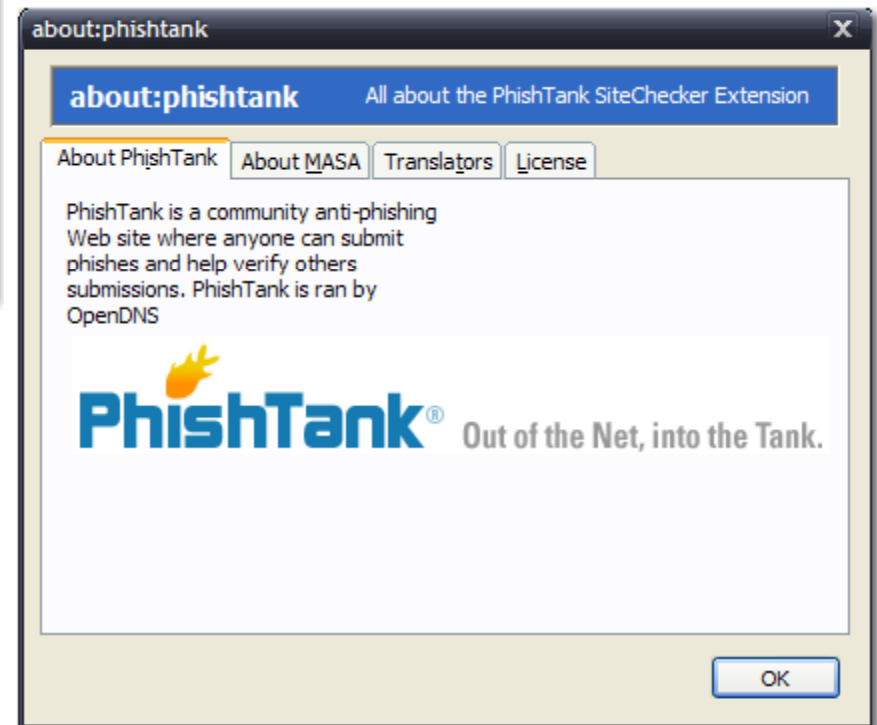 about:phishtank
about:phishtank All about the PhishTank SiteChecker Extension
About PhishTank About MASA Translators License
PhishTank is a community anti-phishing
Web site where anyone can submit
phishes and help verify others
submissions. PhishTank is ran by
OpenDNS
PhishTank® Out of the Net, into the Tank.
OK